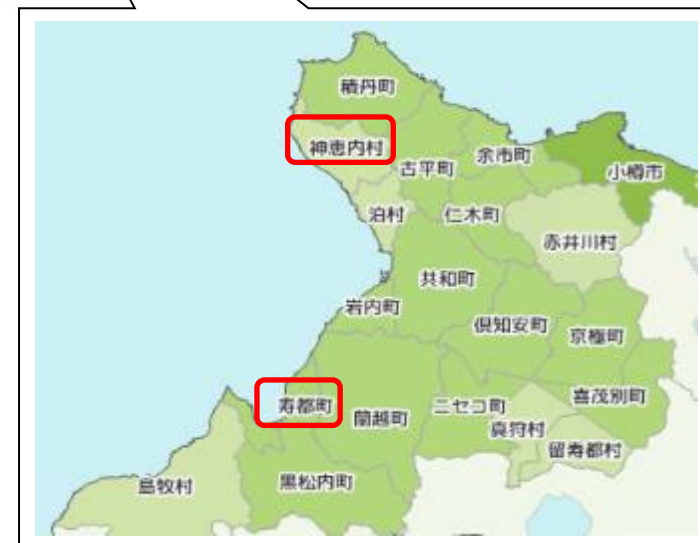 積丹町
神恵内村
古平町
余市町
小樽市
泊村
仁木町
赤井川村
共和町
岩内町
倶知安町
京極町
寿都町
蘭越町
ニセコ町
喜茂別町
真狩村
留寿都村
島牧村
黒松内町